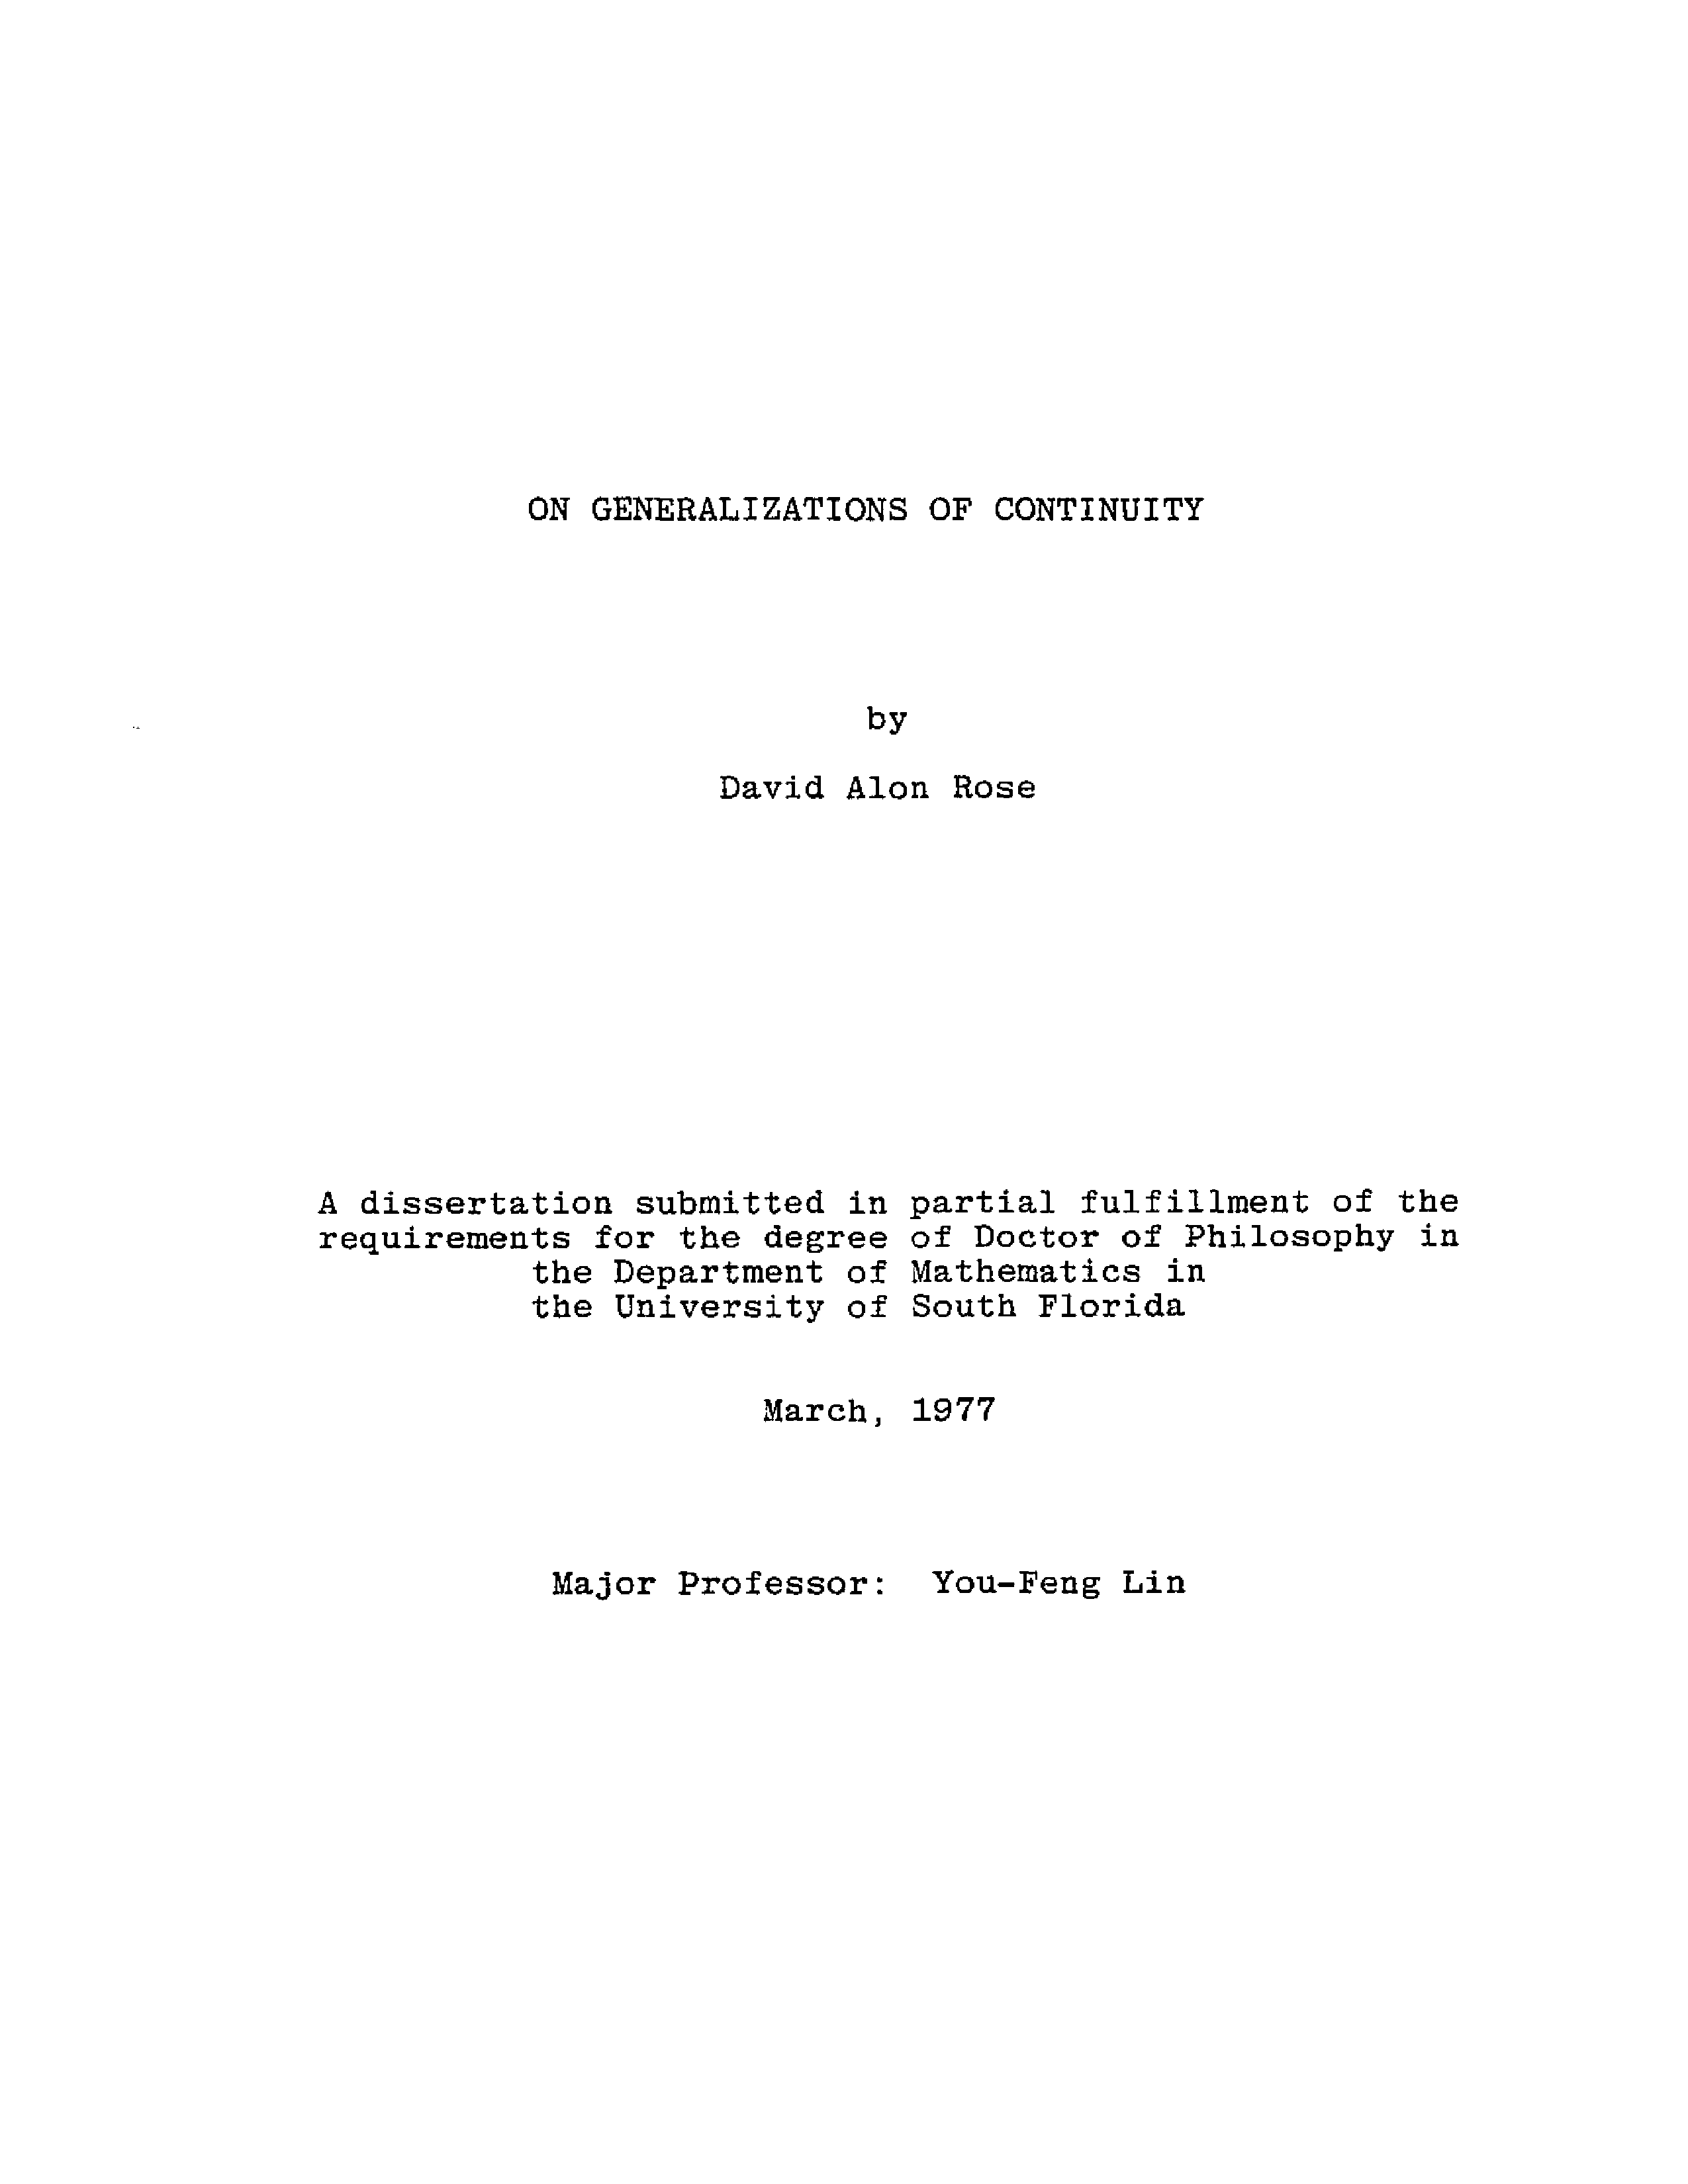 ON GENERALIZATIONS OF CONTINUITY
by
David Alon Rose
A dissertation submitted in partial fulfillment of the
requirements for the degree of Doctor of Philosophy in
the Department of Mathematics in
the University of South Florida
March, 1977
Major Professor: You-Feng Lin